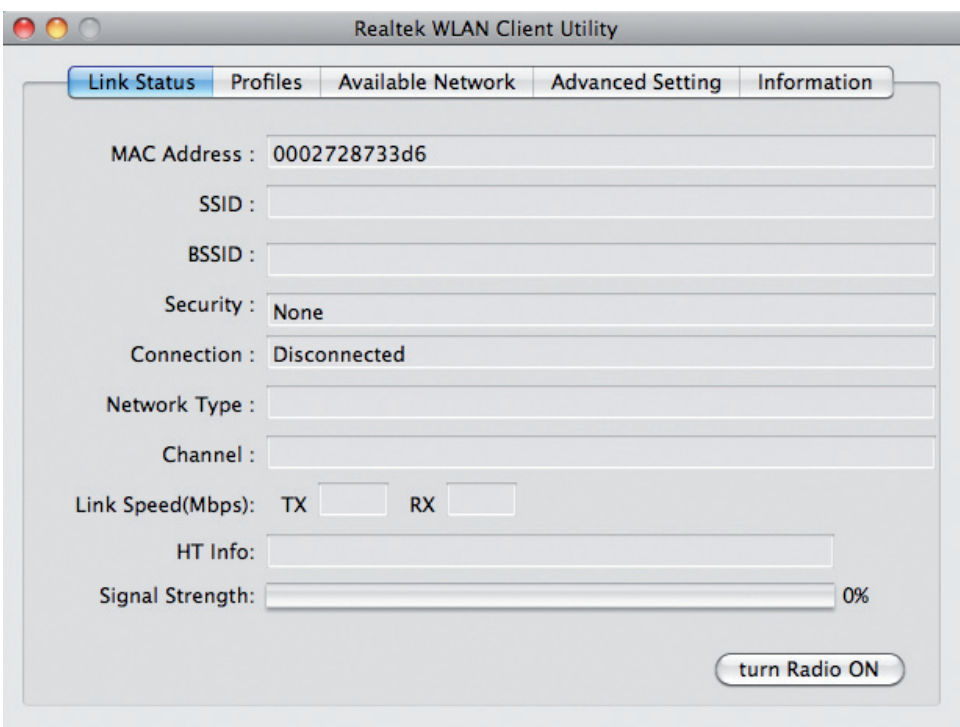 Realtek WLAN Client Utility
Link Status Profiles Available Network Advanced Setting Information
MAC Address : 0002728733d6
SSID :
BSSID :
Security : None
Connection : Disconnected
Network Type :
Channel :
Link Speed(Mbps): TX RX
HT Info:
Signal Strength: 0%
turn Radio ON